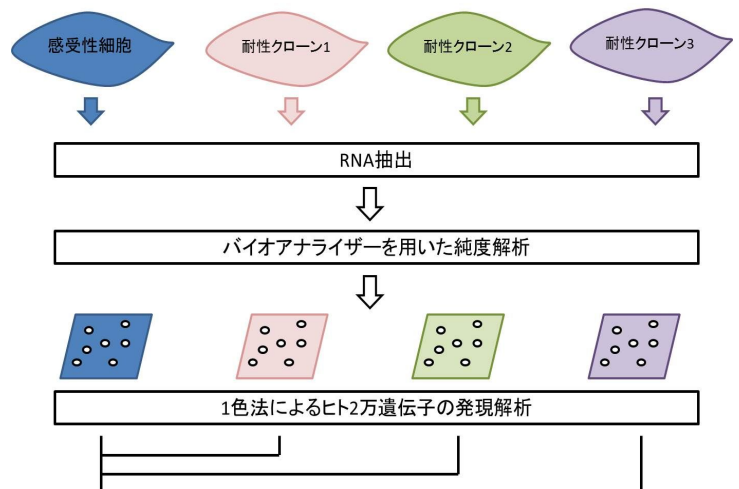 感受性細胞
耐性クローン1
耐性クローン2
耐性クローン3
RNA抽出
バイオアナライザーを用いた純度解析
1色法によるヒト2万遺伝子の発現解析